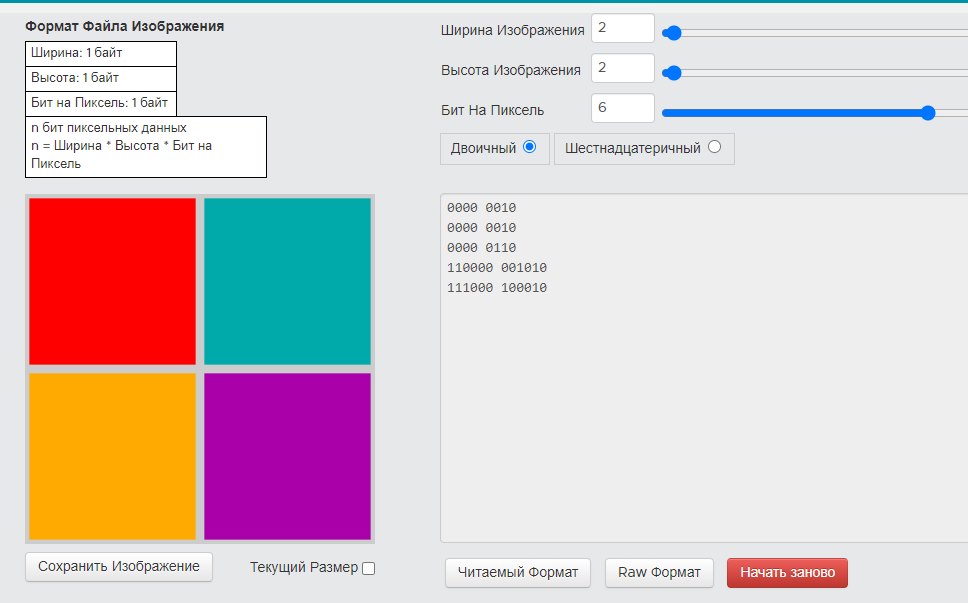 Формат Файла Изображения
Ширина: 1 байт
Высота: 1 байт
Бит на Пиксель: 1 байт
n бит пиксельных данных
n = Ширина * Высота * Бит на
Пиксель
Ширина Изображения 2
Высота Изображения 2
Бит На Пиксель 6
Двоичный Шестнадцатеричный
0000 0010
0000 0010
0000 0110
110000 001010
111000 100010
Сохранить Изображение Текущий Размер
Читаемый Формат Raw Формат Начать заново